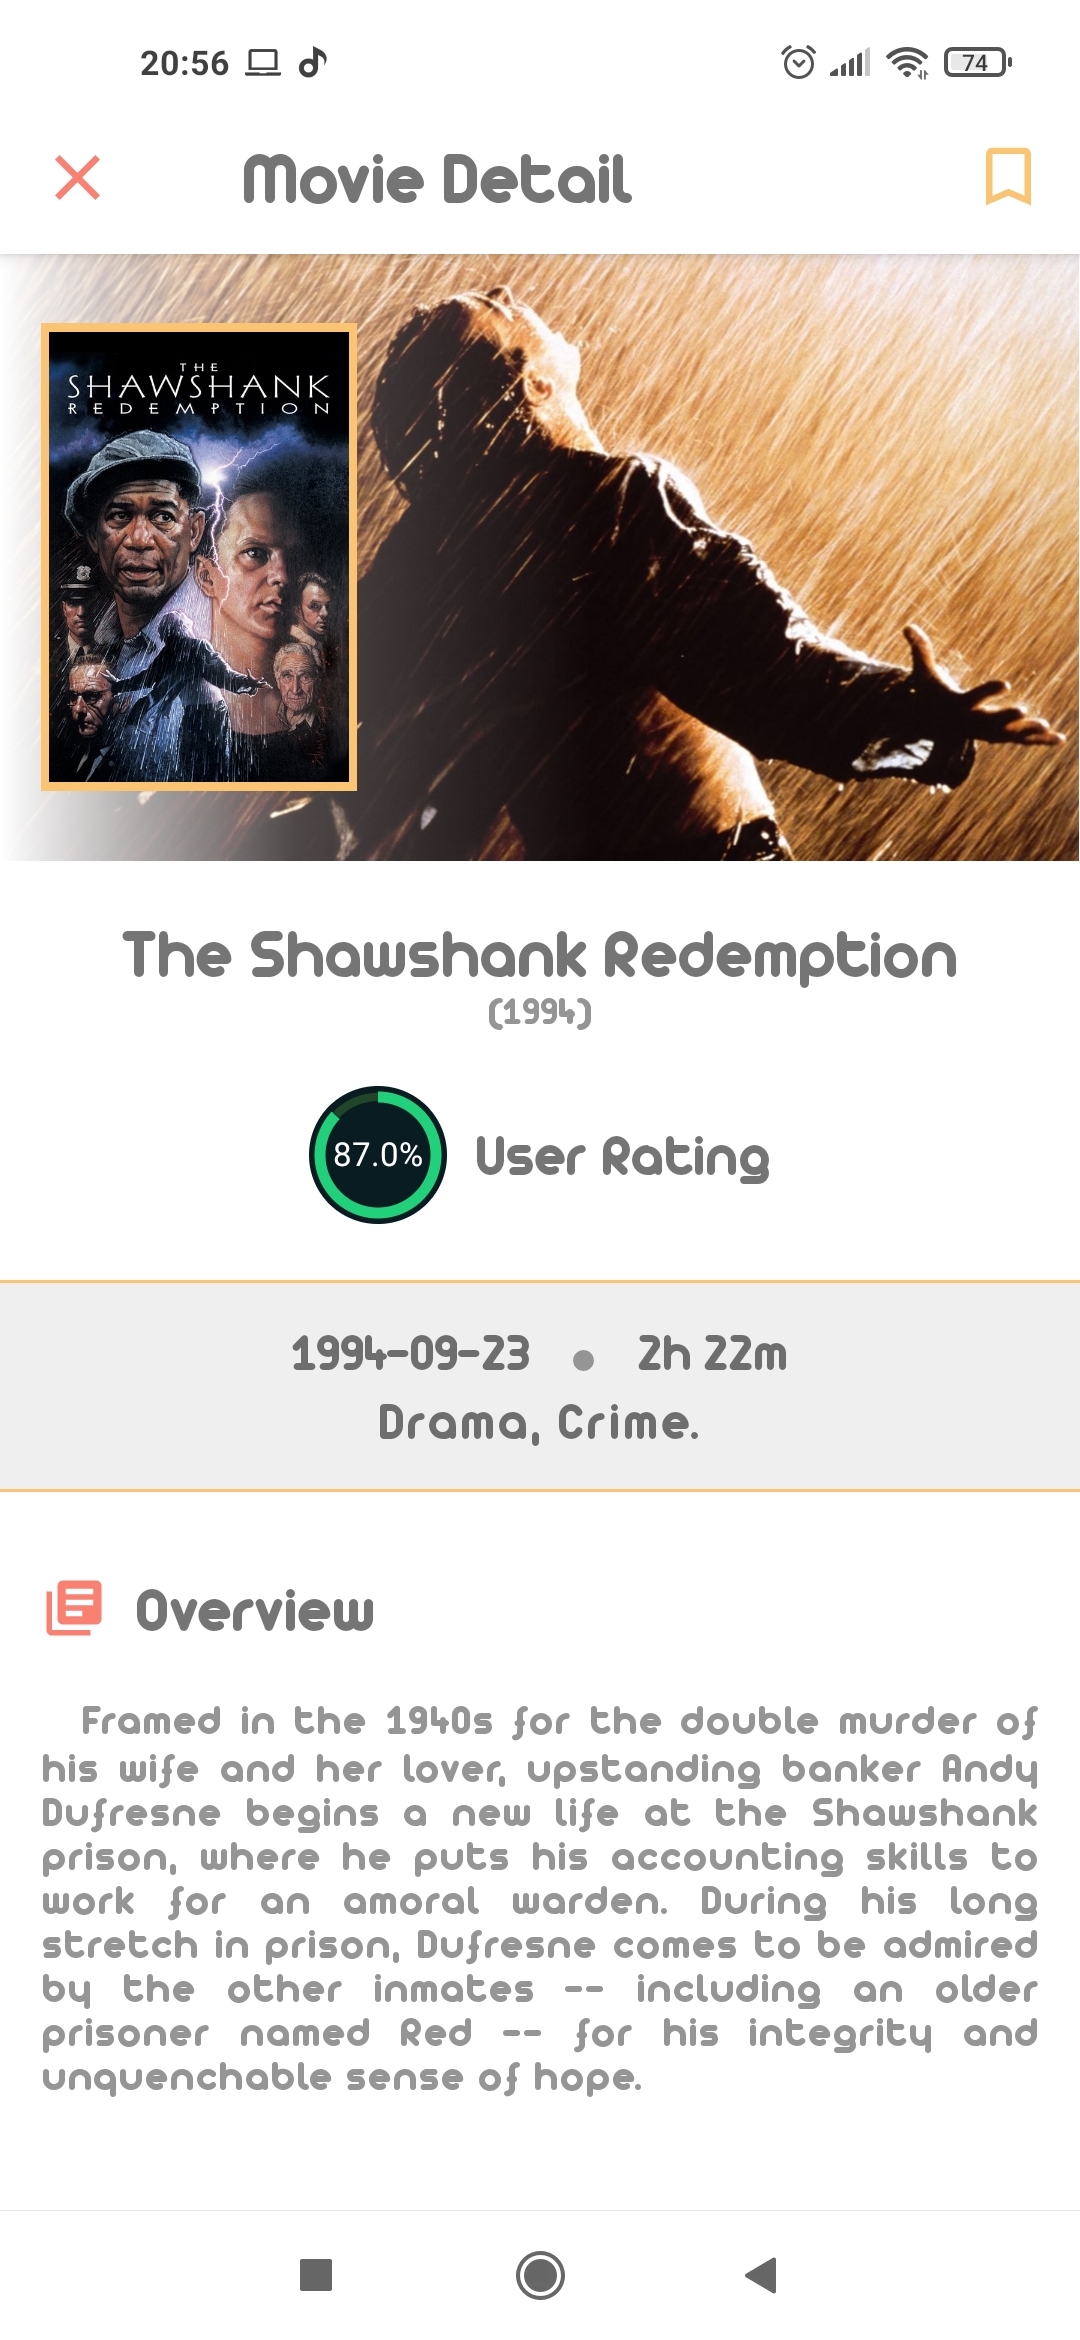 20:56
74
Movie Detail
THE
SHAWSHANK
REDEMPTION
The Shawshank Redemption
(1994)
87.0%
User Rating
1994-09-23 ● 2h 22m
Drama, Crime.
Overview
Framed in the 1940s for the double murder of
his wife and her lover, upstanding banker Andy
Dufresne begins a new life at the Shawshank
prison, where he puts his accounting skills to
work for an amoral warden. During his long
stretch in prison, Dufresne comes to be admired
by the other inmates -- including an older
prisoner named Red -- for his integrity and
unquenchable sense of hope.